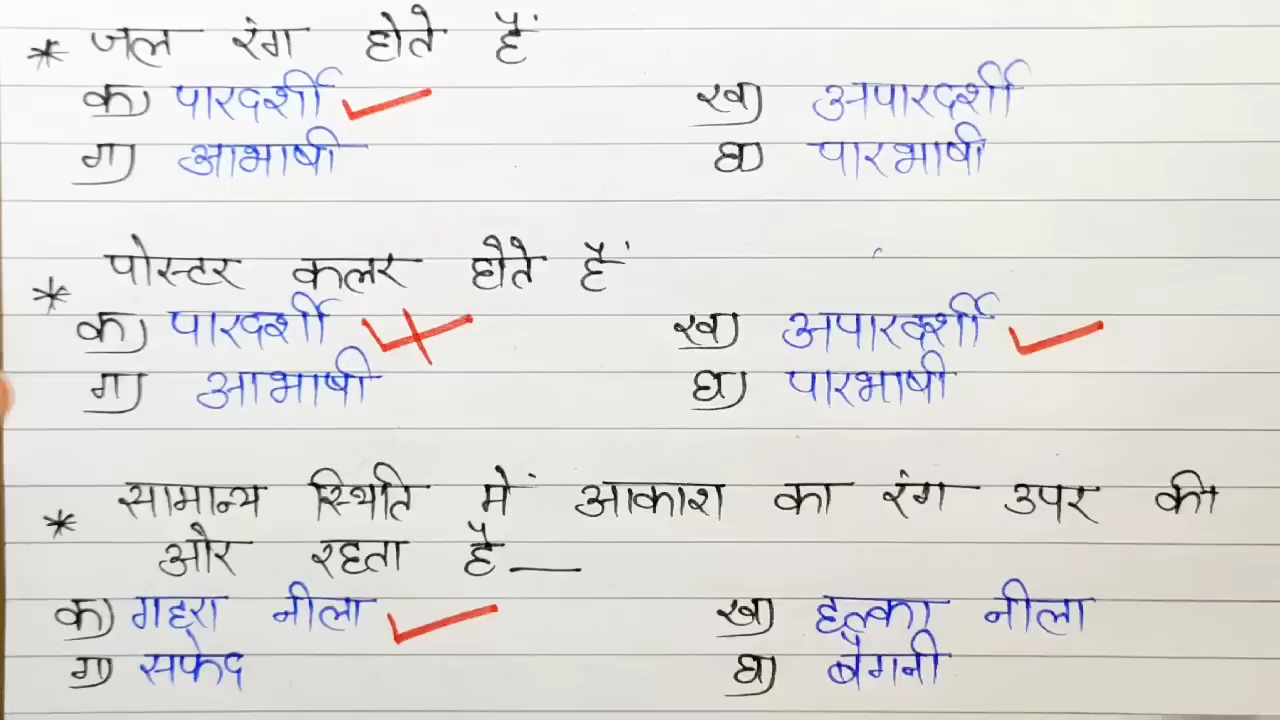 * जल रंग होते हैं
क) पारदर्शी ख) अपारदर्शी
ग) आभाषी घ) पारभाषी
* पोस्टर कलर होते हैं
क) पारदर्शी ख) अपारदर्शी
ग) आभाषी घ) पारभाषी
* सामान्य स्थिति में आकाश का रंग उपर की
ओर रहता है —
क) गहरा नीला ख) हल्का नीला
ग) सफेद घ) बैगनी